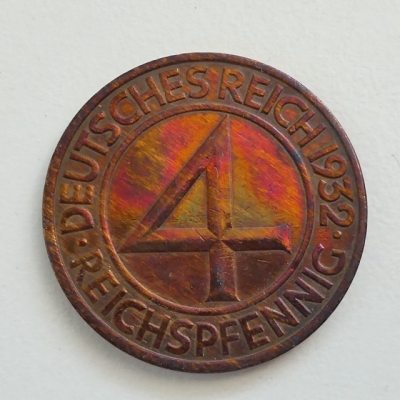 DEUTSCHES REICH 1932
4
REICHSPFENNIG